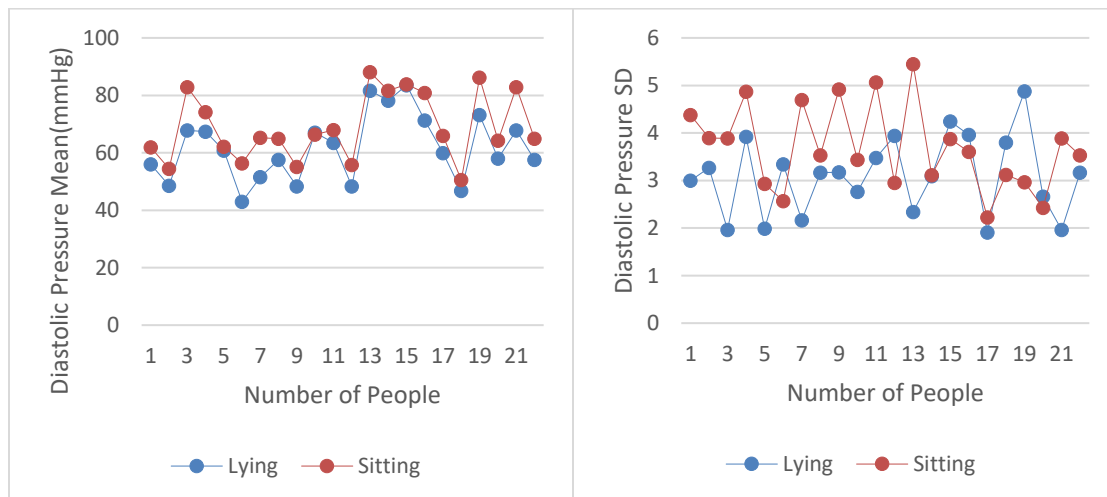 Diastolic Pressure Mean(mmHg)
100
80
60
40
20
0
1 3 5 7 9 11 13 15 17 19 21
Number of People
Lying Sitting
Diastolic Pressure SD
6
5
4
3
2
1
0
1 3 5 7 9 11 13 15 17 19 21
Number of People
Lying Sitting